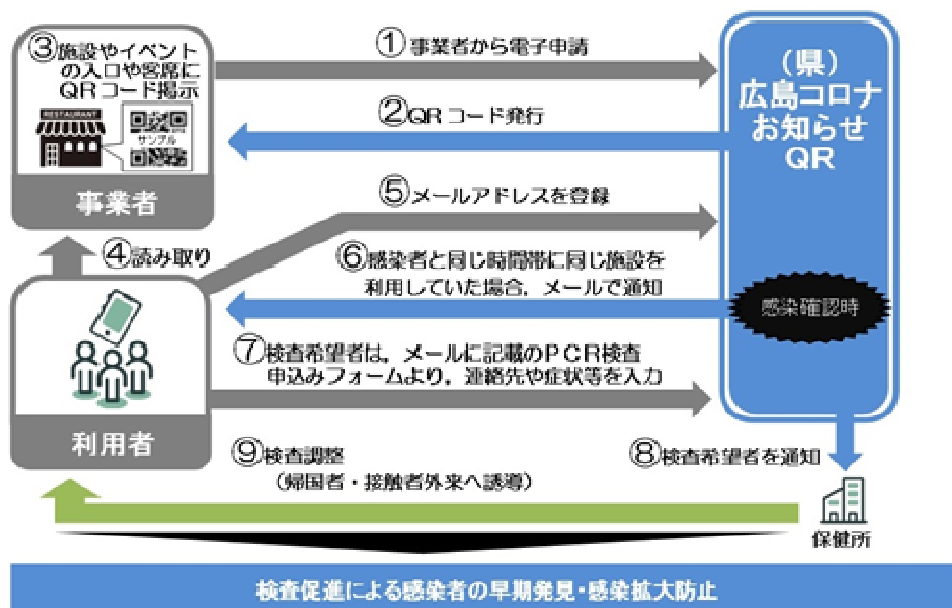 ①事業者から電子申請
②QRコード発行
③施設やイベント
の入口や客席に
QRコード掲示
RESTAURANT
サンプル
事業者
(県)
広島コロナ
お知らせ
QR
④読み取り
⑤メールアドレスを登録
⑥感染者と同じ時間帯に同じ施設を
利用していた場合，メールで通知
感染確認時
⑦検査希望者は，メールに記載のPCR検査
申込みフォームより，連絡先や症状等を入力
利用者
⑧検査希望者を通知
⑨検査調整
(帰国者・接触者外来へ誘導)
保健所
検査促進による感染者の早期発見・感染拡大防止